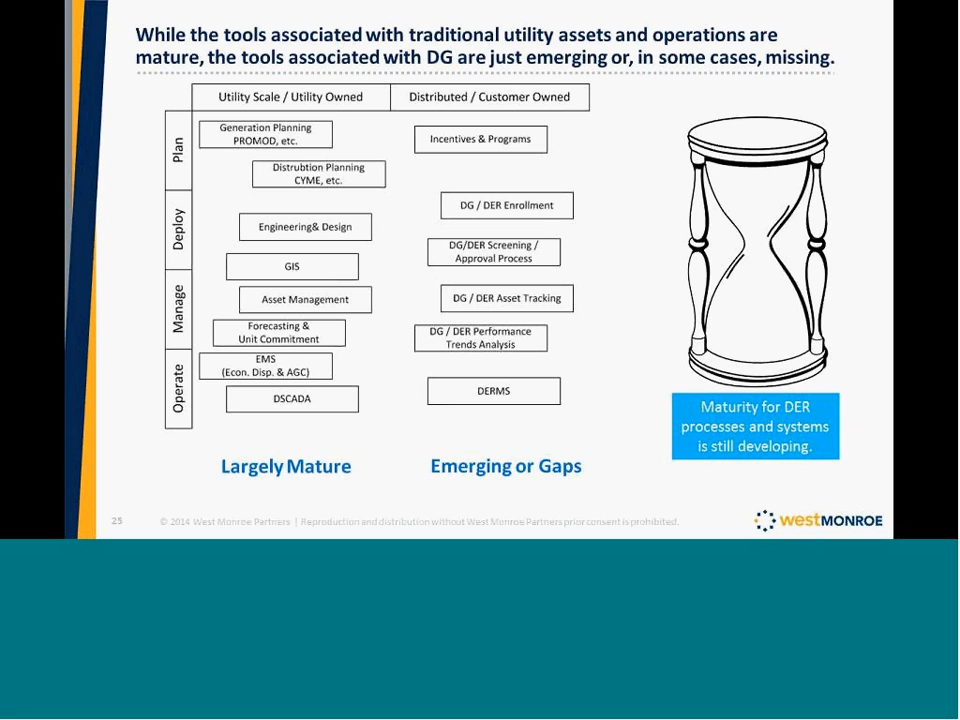 While the tools associated with traditional utility assets and operations are
mature, the tools associated with DG are just emerging or, in some cases, missing.
Utility Scale / Utility Owned
Distributed / Customer Owned
Plan
Generation Planning
PROMOD, etc.
Incentives & Programs
Distrubtion Planning
CYME, etc.
Deploy
DG / DER Enrollment
Engineering& Design
DG/DER Screening /
Approval Process
GIS
Manage
Asset Management
DG / DER Asset Tracking
Forecasting &
Unit Commitment
DG / DER Performance
Trends Analysis
Operate
EMS
(Econ. Disp. & AGC)
DERMS
DSCADA
Maturity for DER
processes and systems
is still developing.
Largely Mature
Emerging or Gaps
25
© 2014 West Monroe Partners | Reproduction and distribution without West Monroe Partners prior consent is prohibited.
westMONROE